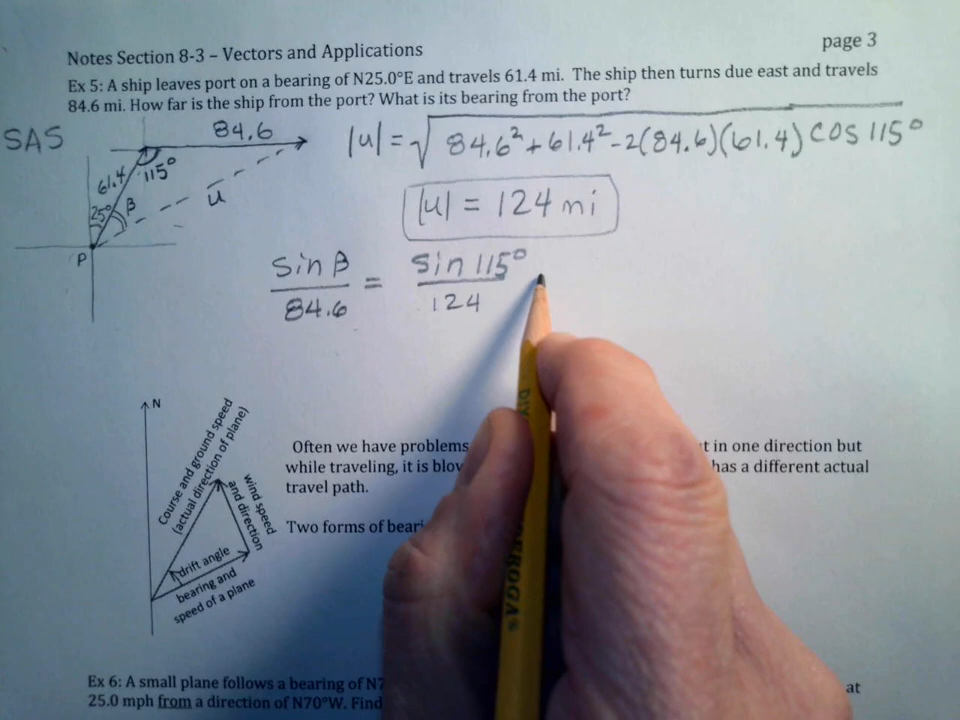 Notes Section 8-3 – Vectors and Applications
page 3
Ex 5: A ship leaves port on a bearing of N25.0°E and travels 61.4 mi. The ship then turns due east and travels
84.6 mi. How far is the ship from the port? What is its bearing from the port?
SAS
84.6
|u| = √84.6² + 61.4² - 2(84.6)(61.4) cos 115°
61.4
115°
25°
β
u
P
|u| = 124 mi
sin β / 84.6 = sin 115° / 124
N
Course and ground speed
(actual direction of plane)
wind speed
and direction
drift angle
bearing and
speed of a plane
Often we have problems t in one direction but
while traveling, it is blow has a different actual
travel path.
Two forms of beari
Ex 6: A small plane follows a bearing of N7 at
25.0 mph from a direction of N70°W. Find